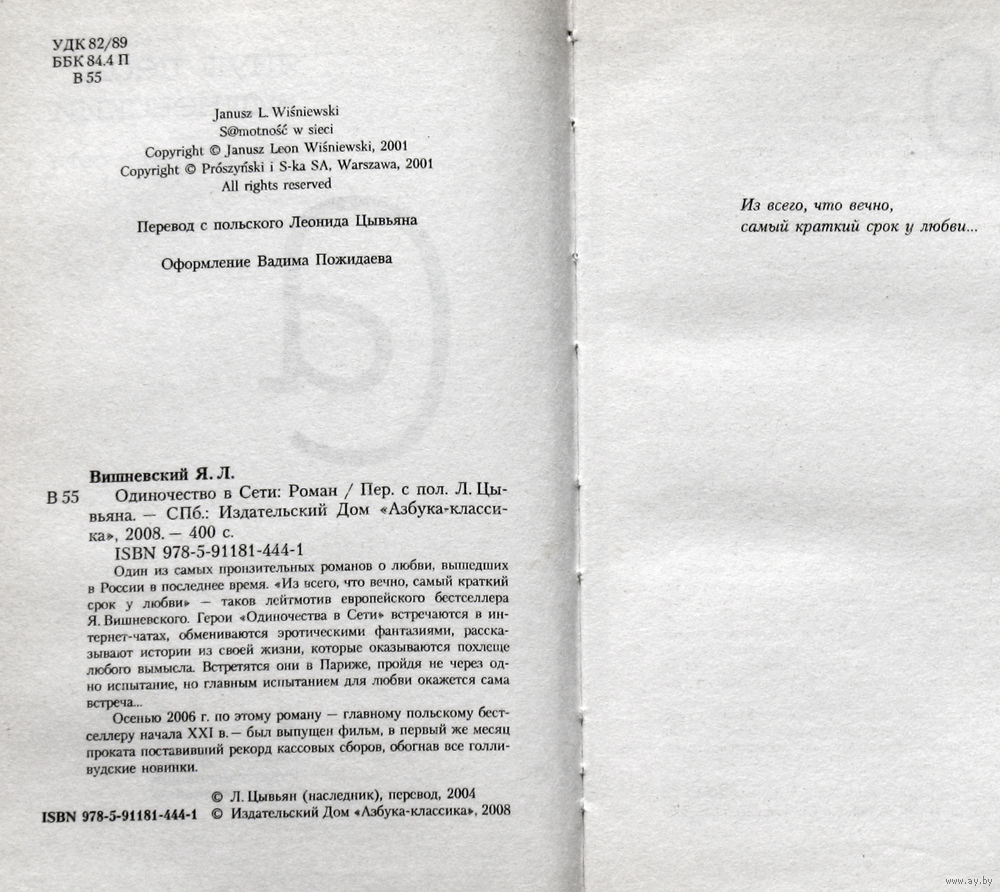 УДК 82/89
ББК 84.4 П
В 55
Janusz L. Wiśniewski
S@motność w sieci
Copyright © Janusz Leon Wiśniewski, 2001
Copyright © Prószyński i S-ka SA, Warszawa, 2001
All rights reserved
Перевод с польского Леонида Цывьяна
Оформление Вадима Пожидаева
Вишневский Я. Л.
В 55 Одиночество в Сети: Роман / Пер. с пол. Л. Цы-
вьяна. — СПб.: Издательский Дом «Азбука-класси-
ка», 2008. — 400 с.
ISBN 978-5-91181-444-1
Один из самых пронзительных романов о любви, вышедших
в России в последнее время. «Из всего, что вечно, самый краткий
срок у любви» — таков лейтмотив европейского бестселлера
Я. Вишневского. Герои «Одиночества в Сети» встречаются в ин-
тернет-чатах, обмениваются эротическими фантазиями, расска-
зывают истории из своей жизни, которые оказываются похлеще
любого вымысла. Встретятся они в Париже, пройдя не через од-
но испытание, но главным испытанием для любви окажется сама
встреча...
Осенью 2006 г. по этому роману — главному польскому бест-
селлеру начала XXI в. — был выпущен фильм, в первый же месяц
проката поставивший рекорд кассовых сборов, обогнав все голли-
вудские новинки.
© Л. Цывьян (наследник), перевод, 2004
ISBN 978-5-91181-444-1 © Издательский Дом «Азбука-классика», 2008
Из всего, что вечно,
самый краткий срок у любви...
www.ay.by